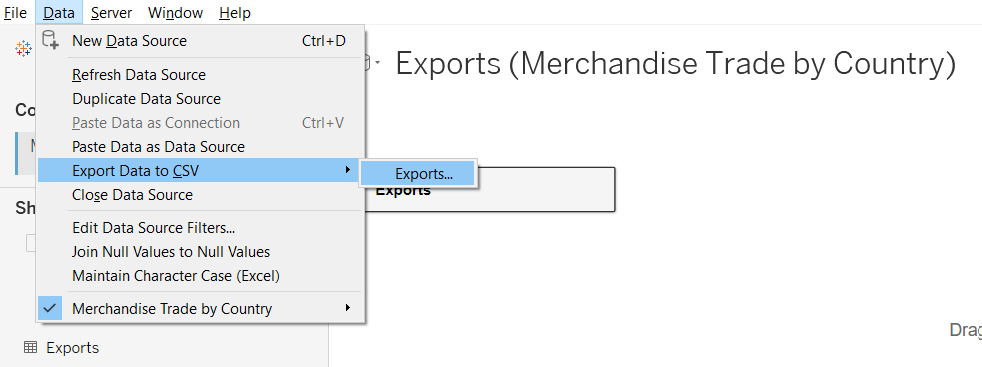 File Data Server Window Help
New Data Source Ctrl+D
Refresh Data Source
Duplicate Data Source
Paste Data as Connection Ctrl+V
Paste Data as Data Source
Export Data to CSV
Close Data Source
Edit Data Source Filters...
Join Null Values to Null Values
Maintain Character Case (Excel)
Merchandise Trade by Country
Exports...
Exports (Merchandise Trade by Country)
Exports
Co
Sh
Exports
Drag